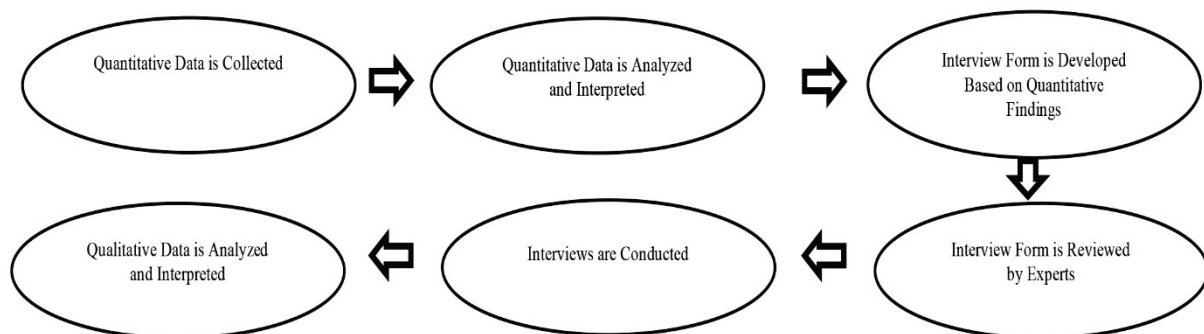 Quantitative Data is Collected
Quantitative Data is Analyzed
and Interpreted
Interview Form is Developed
Based on Quantitative
Findings
Interview Form is Reviewed
by Experts
Interviews are Conducted
Qualitative Data is Analyzed
and Interpreted